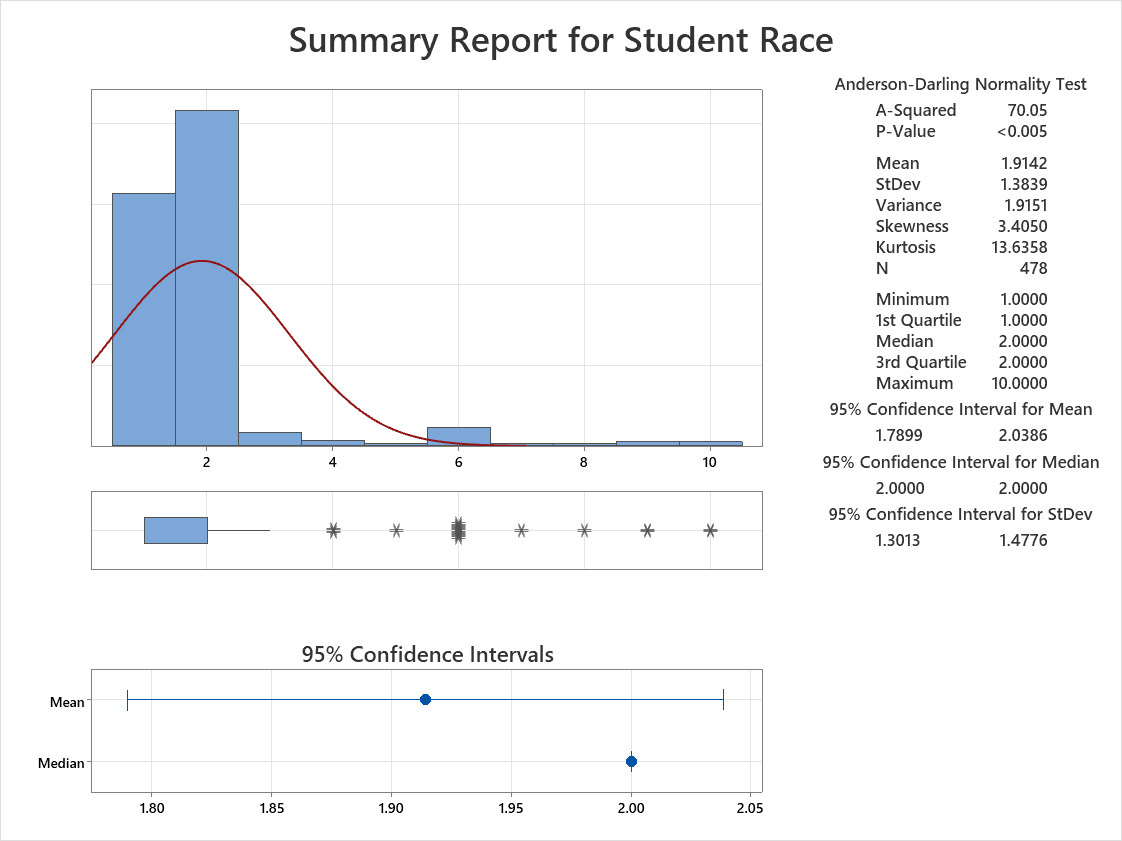 Summary Report for Student Race
2 4 6 8 10
95% Confidence Intervals
Mean
Median
1.80 1.85 1.90 1.95 2.00 2.05
Anderson-Darling Normality Test
A-Squared 70.05
P-Value <0.005
Mean 1.9142
StDev 1.3839
Variance 1.9151
Skewness 3.4050
Kurtosis 13.6358
N 478
Minimum 1.0000
1st Quartile 1.0000
Median 2.0000
3rd Quartile 2.0000
Maximum 10.0000
95% Confidence Interval for Mean
1.7899 2.0386
95% Confidence Interval for Median
2.0000 2.0000
95% Confidence Interval for StDev
1.3013 1.4776